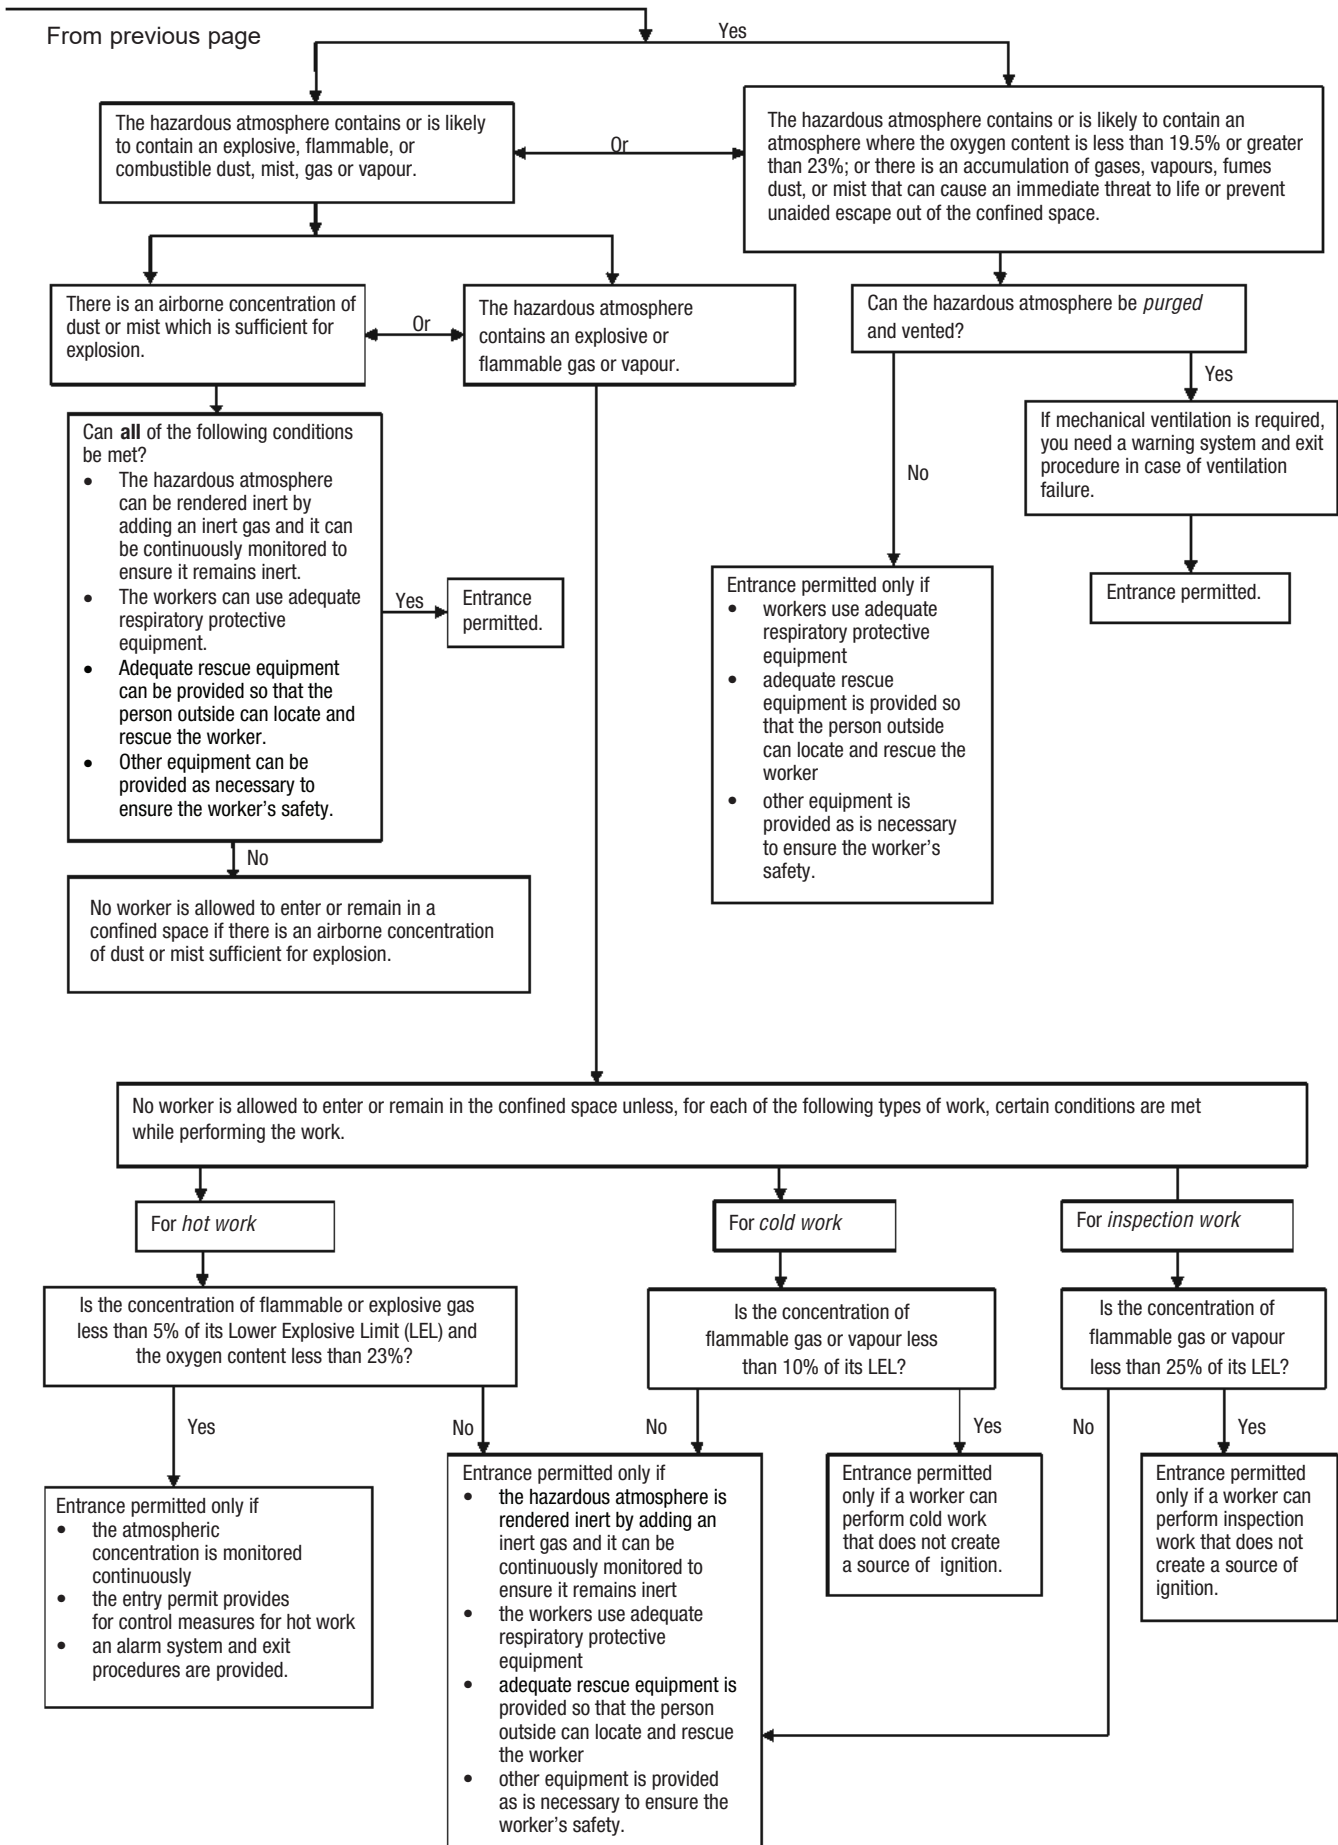 From previous page
Yes
The hazardous atmosphere contains or is likely
to contain an explosive, flammable, or
combustible dust, mist, gas or vapour.
Or
The hazardous atmosphere contains or is likely to contain an
atmosphere where the oxygen content is less than 19.5% or greater
than 23%; or there is an accumulation of gases, vapours, fumes
dust, or mist that can cause an immediate threat to life or prevent
unaided escape out of the confined space.
There is an airborne concentration of
dust or mist which is sufficient for
explosion.
Or
The hazardous atmosphere
contains an explosive or
flammable gas or vapour.
Can the hazardous atmosphere be purged
and vented?
Yes
No
If mechanical ventilation is required,
you need a warning system and exit
procedure in case of ventilation
failure.
Entrance permitted.
Can all of the following conditions
be met?
• The hazardous atmosphere
can be rendered inert by
adding an inert gas and it can
be continuously monitored to
ensure it remains inert.
• The workers can use adequate
respiratory protective
equipment.
• Adequate rescue equipment
can be provided so that the
person outside can locate and
rescue the worker.
• Other equipment can be
provided as necessary to
ensure the worker's safety.
Yes
Entrance
permitted.
Entrance permitted only if
• workers use adequate
respiratory protective
equipment
• adequate rescue
equipment is provided so
that the person outside
can locate and rescue the
worker
• other equipment is
provided as is necessary
to ensure the worker's
safety.
No
No worker is allowed to enter or remain in a
confined space if there is an airborne concentration
of dust or mist sufficient for explosion.
No worker is allowed to enter or remain in the confined space unless, for each of the following types of work, certain conditions are met
while performing the work.
For hot work
For cold work
For inspection work
Is the concentration of flammable or explosive gas
less than 5% of its Lower Explosive Limit (LEL) and
the oxygen content less than 23%?
Is the concentration of
flammable gas or vapour less
than 10% of its LEL?
Is the concentration of
flammable gas or vapour
less than 25% of its LEL?
Yes
No
No
Yes
No
Yes
Entrance permitted only if
• the atmospheric
concentration is monitored
continuously
• the entry permit provides
for control measures for hot work
• an alarm system and exit
procedures are provided.
Entrance permitted only if
• the hazardous atmosphere is
rendered inert by adding an
inert gas and it can be
continuously monitored to
ensure it remains inert
• the workers use adequate
respiratory protective
equipment
• adequate rescue equipment is
provided so that the person
outside can locate and rescue
the worker
• other equipment is provided
as is necessary to ensure the
worker's safety.
Entrance permitted
only if a worker can
perform cold work
that does not create
a source of ignition.
Entrance permitted
only if a worker can
perform inspection
work that does not
create a source of
ignition.